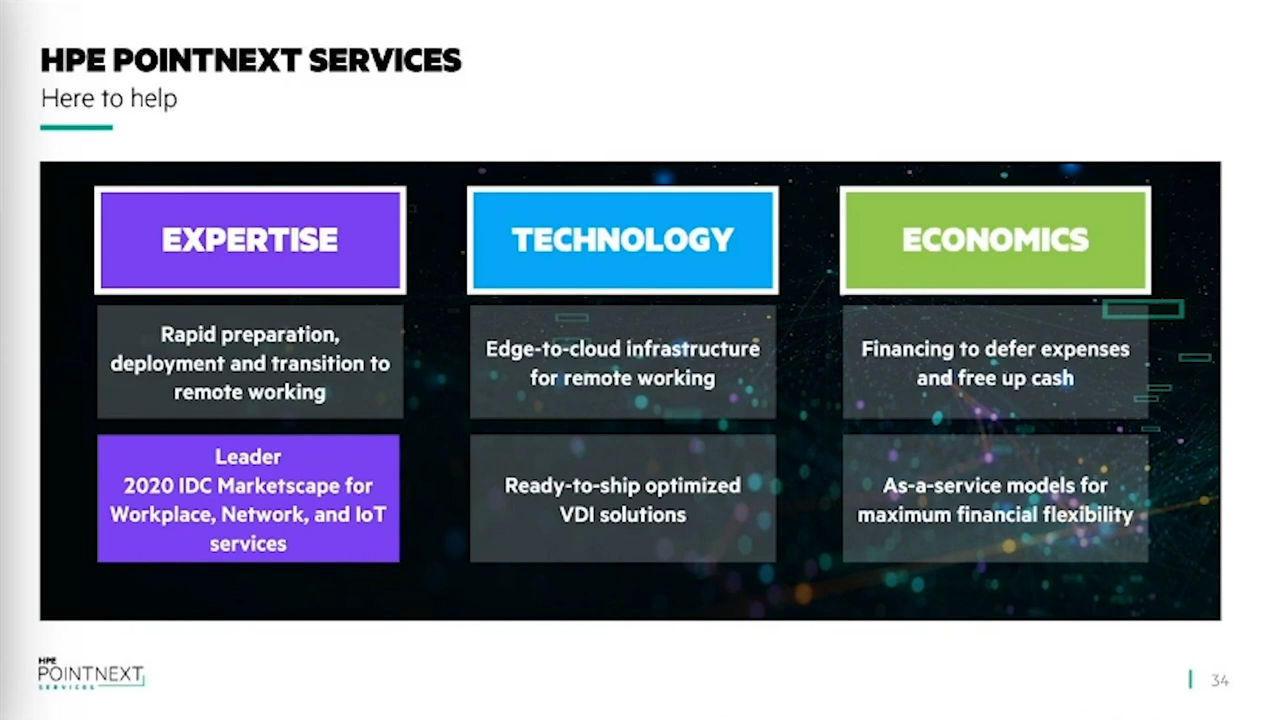 HPE POINTNEXT SERVICES
Here to help
EXPERTISE
Rapid preparation,
deployment and transition to
remote working
Leader
2020 IDC Marketscape for
Workplace, Network, and IoT
services
TECHNOLOGY
Edge-to-cloud infrastructure
for remote working
Ready-to-ship optimized
VDI solutions
ECONOMICS
Financing to defer expenses
and free up cash
As-a-service models for
maximum financial flexibility
HPE
POINTNEXT
SERVICES
34